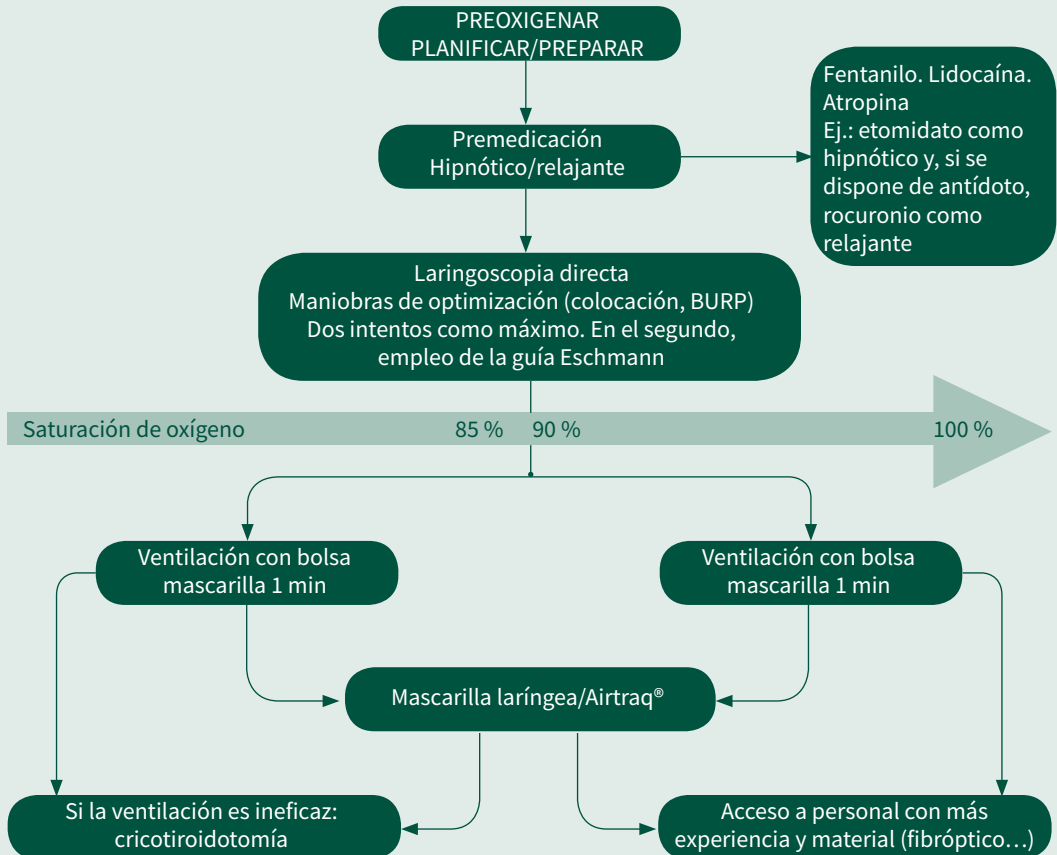 PREOXIGENAR
PLANIFICAR/PREPARAR
Premedicación
Hipnótico/relajante
Fentanilo. Lidocaína.
Atropina
Ej.: etomidato como
hipnótico y, si se
dispone de antídoto,
rocuronio como
relajante
Laringoscopia directa
Maniobras de optimización (colocación, BURP)
Dos intentos como máximo. En el segundo,
empleo de la guía Eschmann
Saturación de oxígeno 85 % 90 % 100 %
Ventilación con bolsa
mascarilla 1 min
Ventilación con bolsa
mascarilla 1 min
Mascarilla laríngea/Airtraq®
Si la ventilación es ineficaz:
cricotiroidotomía
Acceso a personal con más
experiencia y material (fibróptico…)